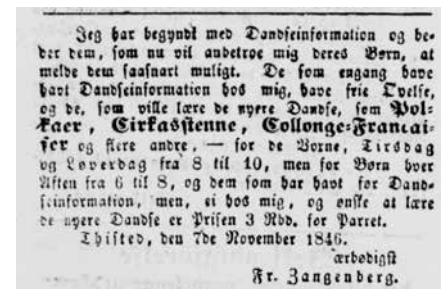 Jeg har begyndt med Dandseinformation og be-
der dem, som nu vil andetroe mig deres Børn, at
melde dem saasnart muligt. De som engang have
havt Dandseinformation hos mig, have frie Øvelse,
og de, som ville lære de nyere Dandse, som Pol-
kaer, Cirkassienne, Collonge-Francai-
ser og flere andre, — for de Vorne, Tirsdag
og Løverdag fra 8 til 10, men for Børn hver
Aften fra 6 til 8, og dem som har havt før Dand-
seinformation, men, ei hos mig, og ønske at lære
de nyere Dandse er Prisen 3 Rbd. for Parret.
Thisted, den 7de November 1846.
ærbødigst
Fr. Zangenberg.